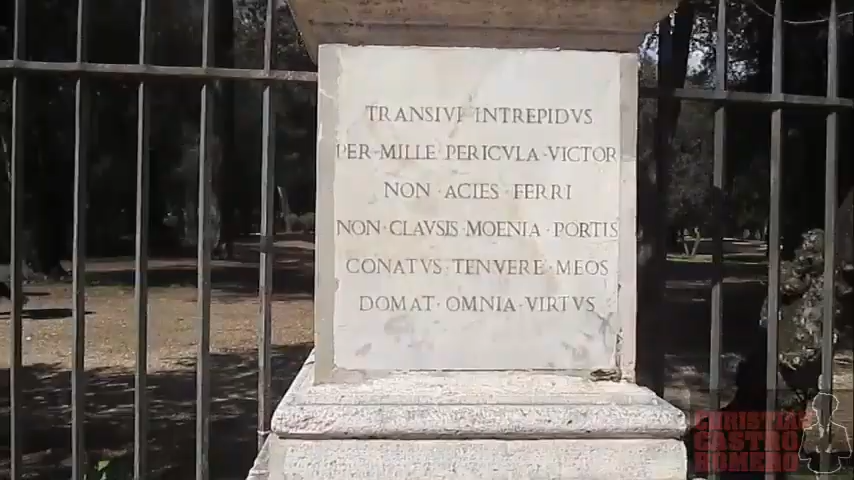 TRANSIVI INTREPIDVS
PER · MILLE · PERICVLA · VICTOR
NON · ACIES · FERRI
NON · CLAVSIS · MOENIA · PORTIS
CONATVS · TENVERE · MEOS
DOMAT · OMNIA · VIRTVS
CHRISTIAN
CASTRO
ROMERO